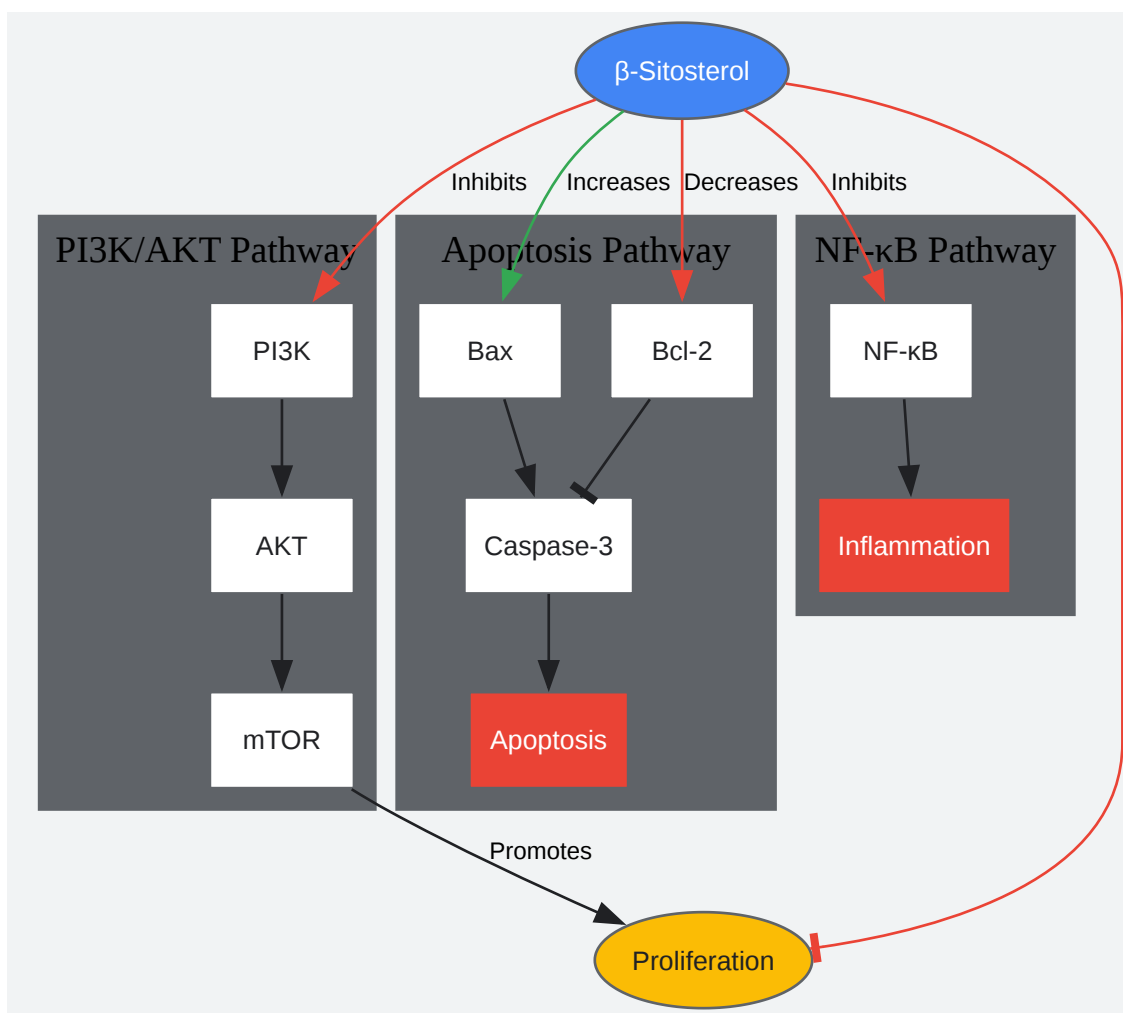 β-Sitosterol
Inhibits
Increases
Decreases
Inhibits
PI3K/AKT Pathway
Apoptosis Pathway
NF-κB Pathway
PI3K
Bax
Bcl-2
NF-κB
AKT
Caspase-3
Inflammation
mTOR
Apoptosis
Promotes
Proliferation